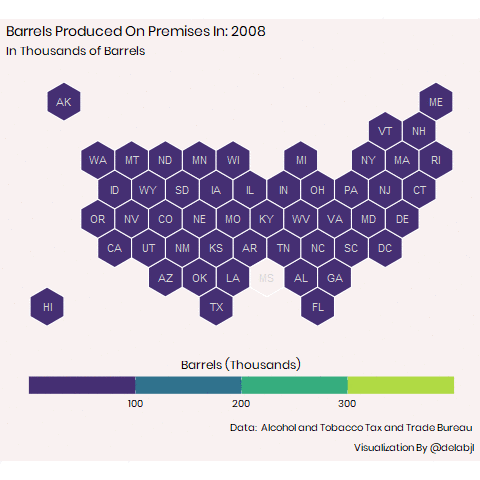 Barrels Produced On Premises In: 2008
In Thousands of Barrels
AK ME
VT NH
WA MT ND MN WI MI NY MA RI
ID WY SD IA IL IN OH PA NJ CT
OR NV CO NE MO KY WV VA MD DE
CA UT NM KS AR TN NC SC DC
AZ OK LA MS AL GA
HI TX FL
Barrels (Thousands)
100 200 300
Data: Alcohol and Tobacco Tax and Trade Bureau
Visualization By @delabjl